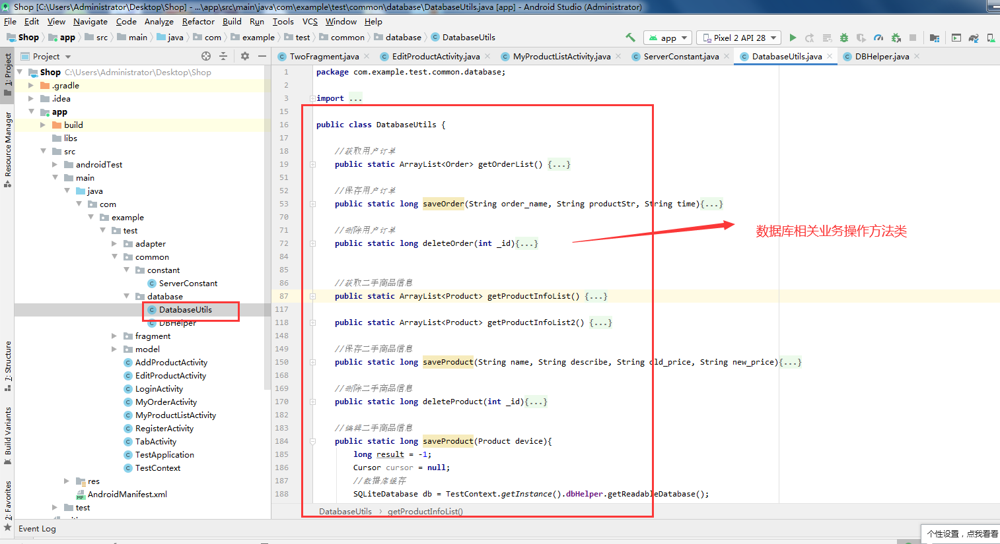 Shop [C:\Users\Administrator\Desktop\Shop] - ...\app\src\main\java\com\example\test\common\database\DatabaseUtils.java [app] - Android Studio (Administrator)
File Edit View Navigate Code Analyze Refactor Build Run Tools VCS Window Help
Shop app src main java com example test common database DatabaseUtils app Pixel 2 API 28
Project TwoFragment.java EditProductActivity.java MyProductListActivity.java ServerConstant.java DatabaseUtils.java DBHelper.java
1: Project
Resource Manager
7: Structure
Build Variants
2: Favorites
Shop C:\Users\Administrator\Desktop\Shop
.gradle
.idea
app
build
libs
src
androidTest
main
java
com
example
test
adapter
common
constant
ServerConstant
database
DatabaseUtils
DBHelper
fragment
model
AddProductActivity
EditProductActivity
LoginActivity
MyOrderActivity
MyProductListActivity
RegisterActivity
TabActivity
TestApplication
TestContext
res
AndroidManifest.xml
test
1 package com.example.test.common.database;
2
3 import ...
15
16 public class DatabaseUtils {
17
18 //获取用户订单
19 public static ArrayList<Order> getOrderList() {...}
51
52 //保存用户订单
53 public static long saveOrder(String order_name, String productStr, String time){...}
70
71 //删除用户订单
72 public static long deleteOrder(int _id){...}
84
85
86 //获取二手商品信息
87 public static ArrayList<Product> getProductInfoList() {...}
117
118 public static ArrayList<Product> getProductInfoList2() {...}
148
149 //保存二手商品信息
150 public static long saveProduct(String name, String describe, String old_price, String new_price){...}
168
169 //删除二手商品信息
170 public static long deleteProduct(int _id){...}
182
183 //编辑二手商品信息
184 public static long saveProduct(Product device){
185 long result = -1;
186 Cursor cursor = null;
187 //数据库缓存
188 SQLiteDatabase db = TestContext.getInstance().dbHelper.getReadableDatabase();
数据库相关业务操作方法类
DatabaseUtils getProductInfoList()
Event Log
个性设置，点我看看